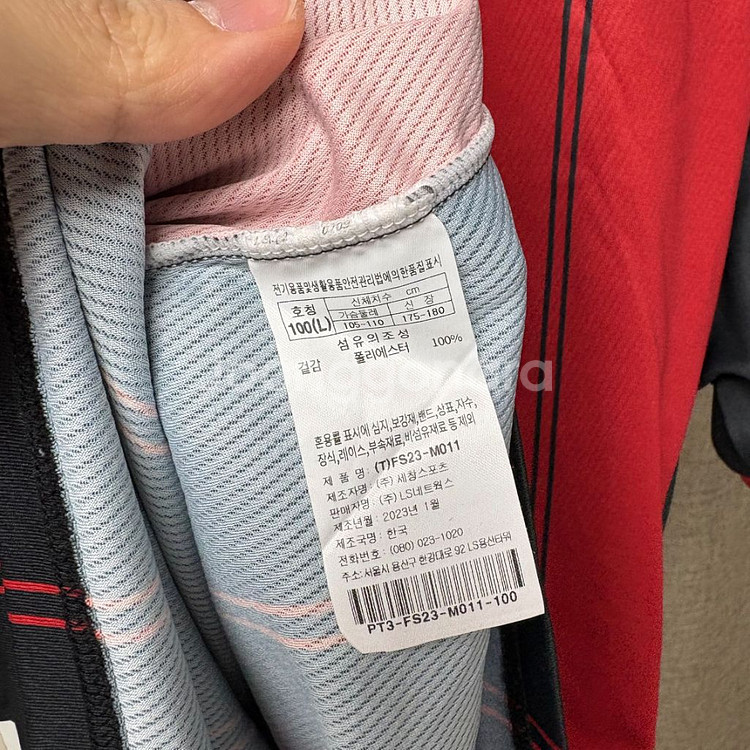 전기용품및생활용품안전관리법에의한품질표시
호칭 신체치수 cm
100(L) 가슴둘레 신 장
105-110 175-180
섬유의조성
겉감 폴리에스터 100%
혼용률 표시에 심지,보강재,밴드,상표,자수,
장식,레이스,부속재료,비섬유재료등제외
제 품 명: (T)FS23-M011
제조자명: (주) 세창스포츠
판매자명: (주) LS네트웍스
제조년월: 2023년 1월
제조국명: 한국
전화번호: (080) 023-1020
주소:서울시 용산구 한강대로 92 LS용산타워
PT3-FS23-M011-100